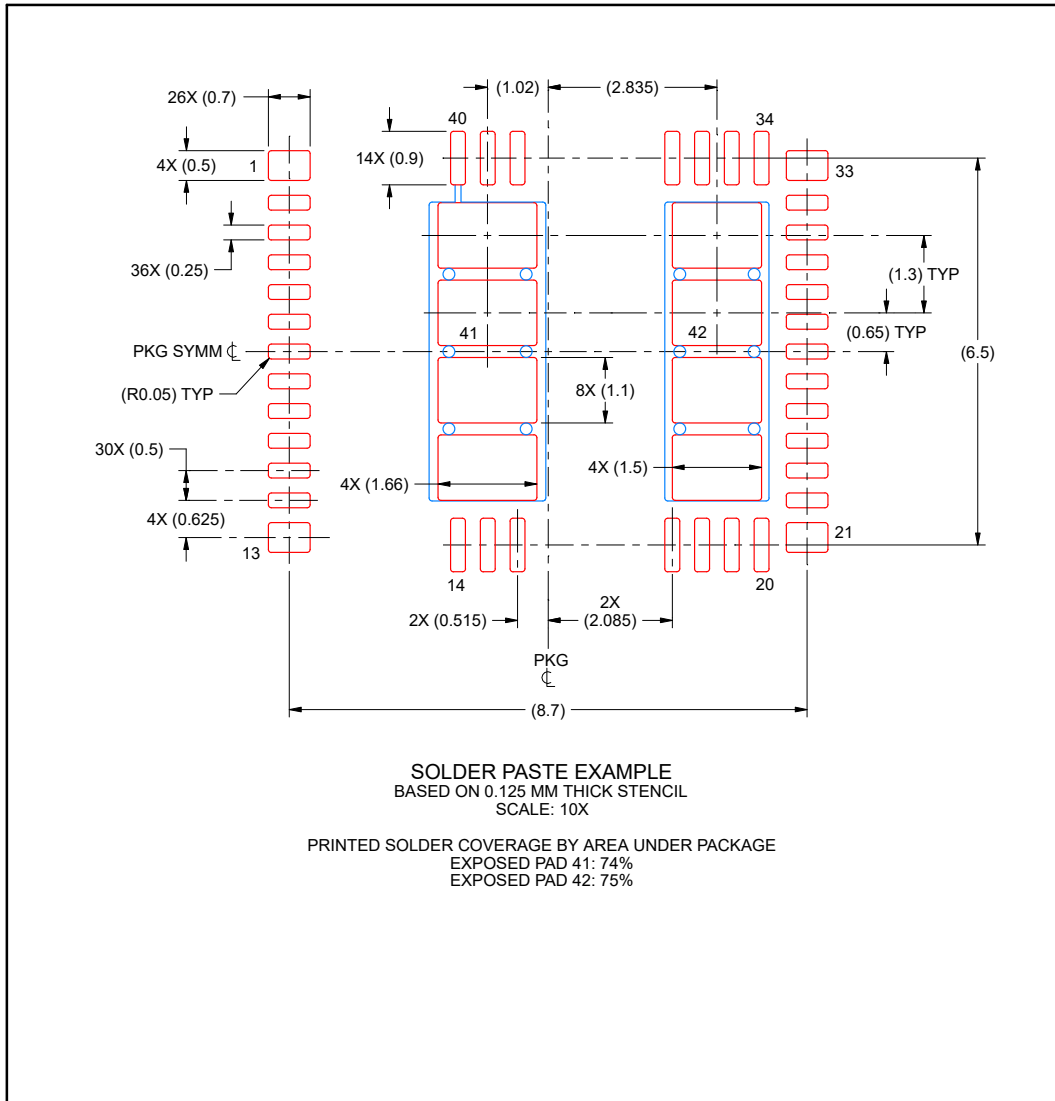 (1.02)
(2.835)
26X (0.7)
40
34
14X (0.9)
4X (0.5)
1
33
36X (0.25)
(1.3) TYP
(0.65) TYP
41
42
PKG SYMM ℄
(6.5)
(R0.05) TYP
8X (1.1)
30X (0.5)
4X (1.66)
4X (1.5)
4X (0.625)
13
21
14
20
2X (0.515)
2X
(2.085)
PKG
℄
(8.7)
SOLDER PASTE EXAMPLE
BASED ON 0.125 MM THICK STENCIL
SCALE: 10X
PRINTED SOLDER COVERAGE BY AREA UNDER PACKAGE
EXPOSED PAD 41: 74%
EXPOSED PAD 42: 75%